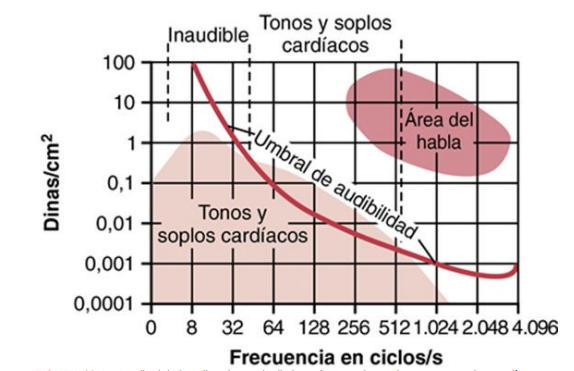 Inaudible
Tonos y soplos
cardíacos
100
10
1
0,1
0,01
0,001
0,0001
Dinas/cm²
Área del
habla
Umbral de audibilidad
Tonos y
soplos cardíacos
0 8 32 64 128 256 512 1.024 2.048 4.096
Frecuencia en ciclos/s